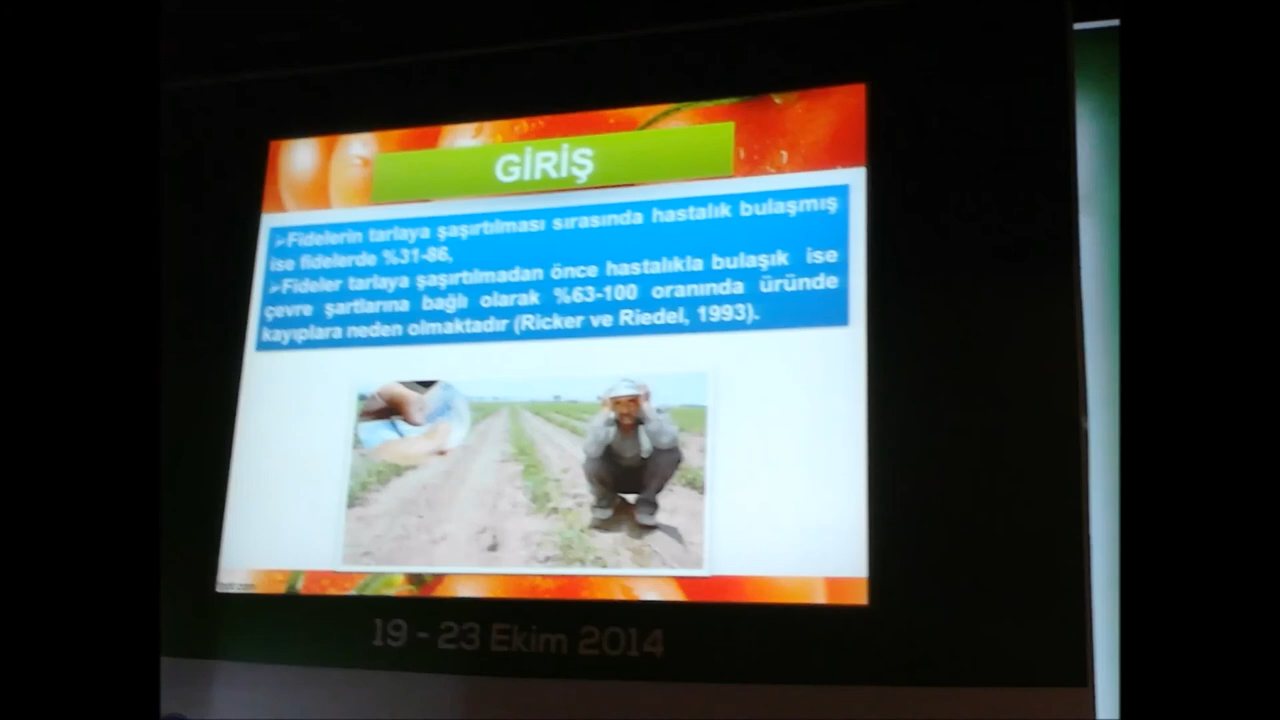 GİRİŞ
➢Fidelerin tarlaya şaşırtılması sırasında hastalık bulaşmış
ise fidelerde %31-86,
➢Fideler tarlaya şaşırtılmadan önce hastalıkla bulaşık ise
çevre şartlarına bağlı olarak %63-100 oranında üründe
kayıplara neden olmaktadır (Ricker ve Riedel, 1993).
19 - 23 Ekim 2014